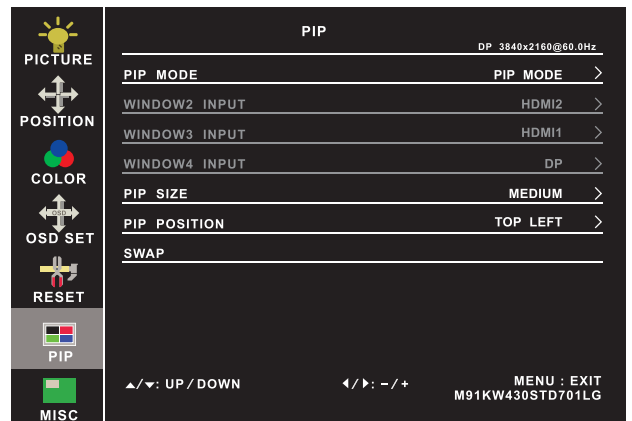 PICTURE
POSITION
COLOR
OSD
OSD SET
RESET
PIP
MISC
PIP
DP 3840x2160@60.0Hz
PIP MODE PIP MODE >
WINDOW2 INPUT HDMI2 >
WINDOW3 INPUT HDMI1 >
WINDOW4 INPUT DP >
PIP SIZE MEDIUM >
PIP POSITION TOP LEFT >
SWAP
▲/▼: UP/DOWN ◀/▶: -/+ MENU : EXIT
M91KW430STD701LG